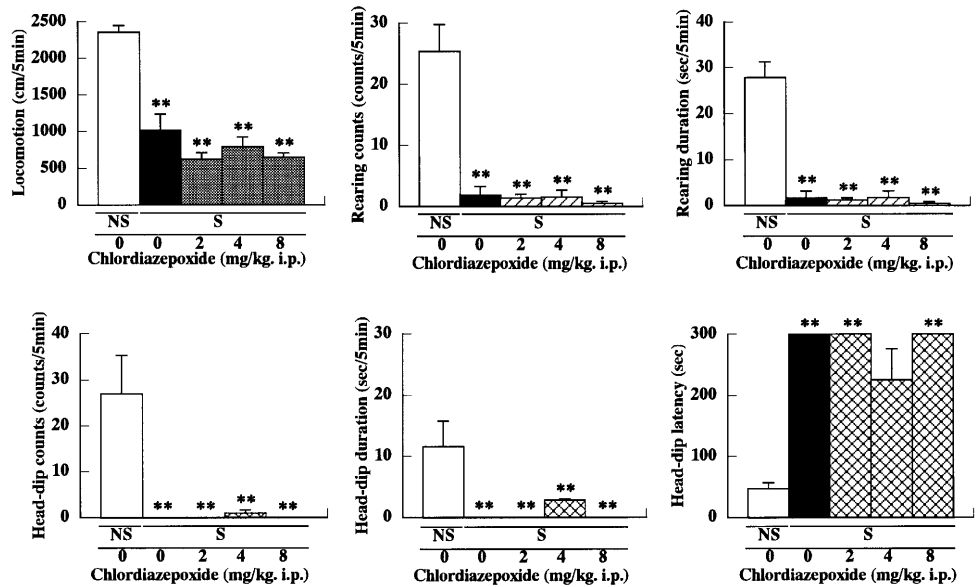 Locomotion (cm/5min)
2500
2000
1500
1000
500
0
** ** ** **
NS S
0 0 2 4 8
Chlordiazepoxide (mg/kg. i.p.)
Rearing counts (counts/5min)
30
20
10
0
** ** ** **
NS S
0 0 2 4 8
Chlordiazepoxide (mg/kg. i.p.)
Rearing duration (sec/5min)
40
30
20
10
0
** ** ** **
NS S
0 0 2 4 8
Chlordiazepoxide (mg/kg. i.p.)
Head-dip counts (counts/5min)
40
30
20
10
0
** ** ** **
NS S
0 0 2 4 8
Chlordiazepoxide (mg/kg. i.p.)
Head-dip duration (sec/5min)
30
20
10
0
** ** ** **
NS S
0 0 2 4 8
Chlordiazepoxide (mg/kg. i.p.)
Head-dip latency (sec)
300
200
100
0
** ** **
NS S
0 0 2 4 8
Chlordiazepoxide (mg/kg. i.p.)